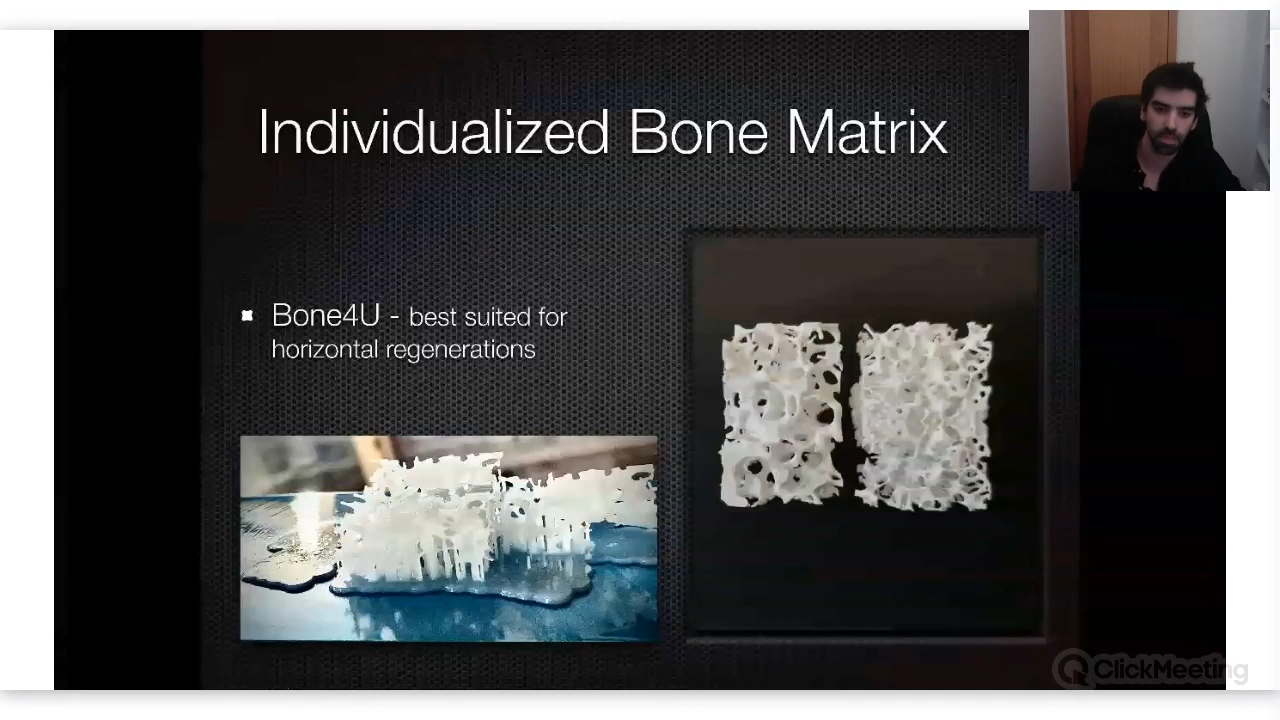 Individualized Bone Matrix
Bone4U - best suited for
horizontal regenerations
ClickMeeting